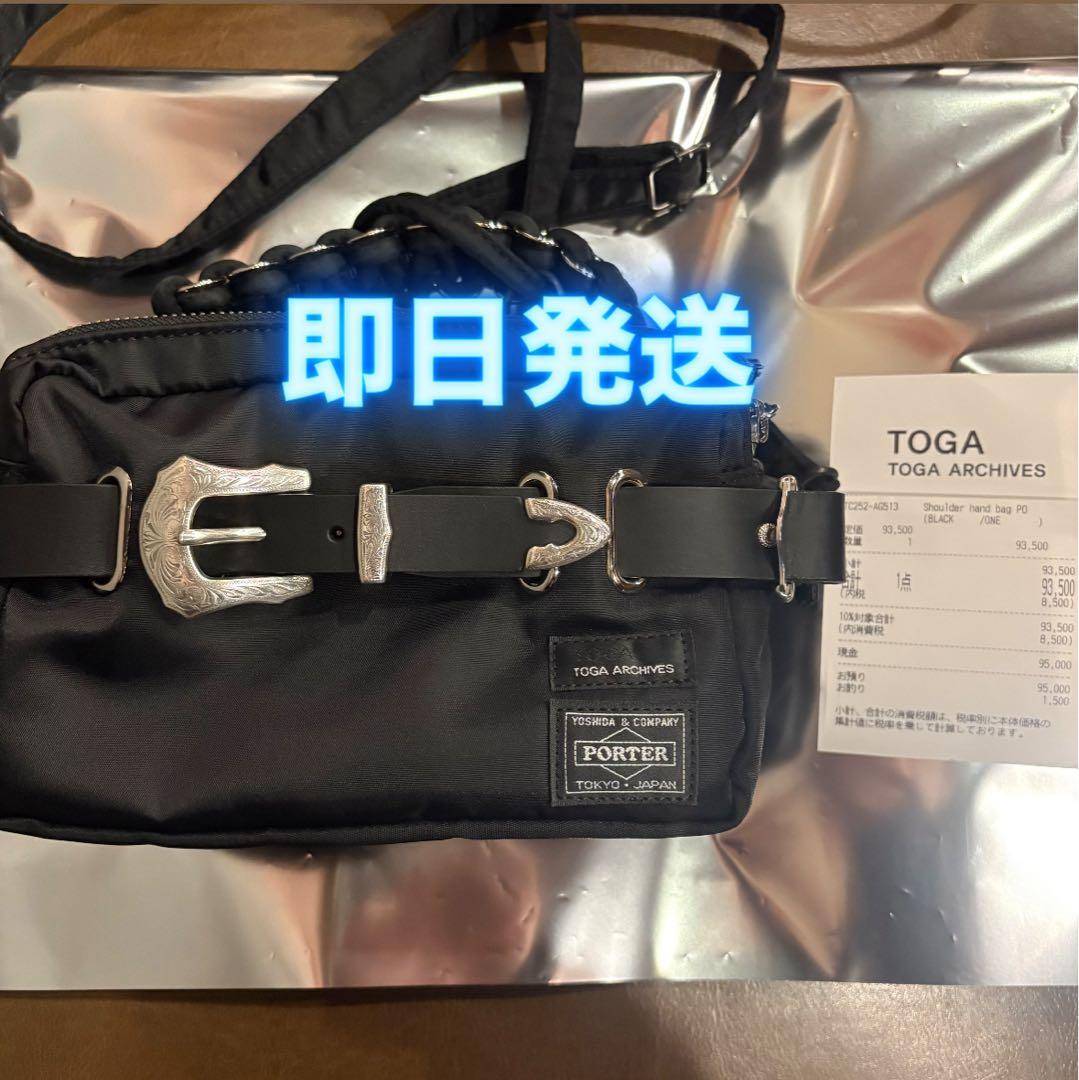 即日発送
TOGA
TOGA ARCHIVES
TC252-AG513 Shoulder hand bag PO
(BLACK /ONE )
定価 93,500
数量 1 93,500
小計 93,500
合計 1点 93,500
(内税 8,500)
10%対象合計 93,500
(内消費税 8,500)
現金 95,000
お預り 95,000
お釣り 1,500
小計、合計の消費税額は、税率別に本体価格の
集計値に税率を乗じて計算しております。
TOGA
TOGA ARCHIVES
YOSHIDA & COMPANY
PORTER
TOKYO・JAPAN